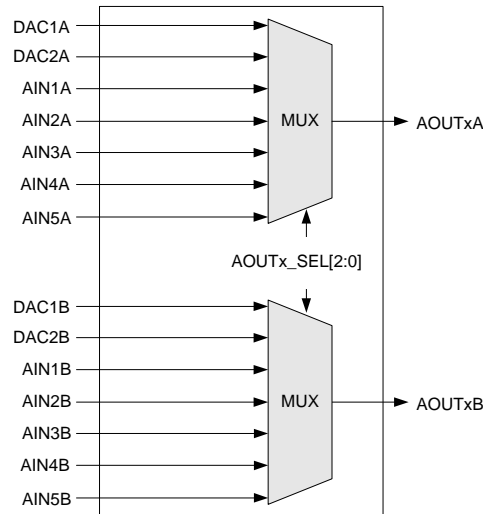 DAC1A
DAC2A
AIN1A
AIN2A
AIN3A
AIN4A
AIN5A
MUX
AOUTxA
AOUTx_SEL[2:0]
DAC1B
DAC2B
AIN1B
AIN2B
AIN3B
AIN4B
AIN5B
MUX
AOUTxB